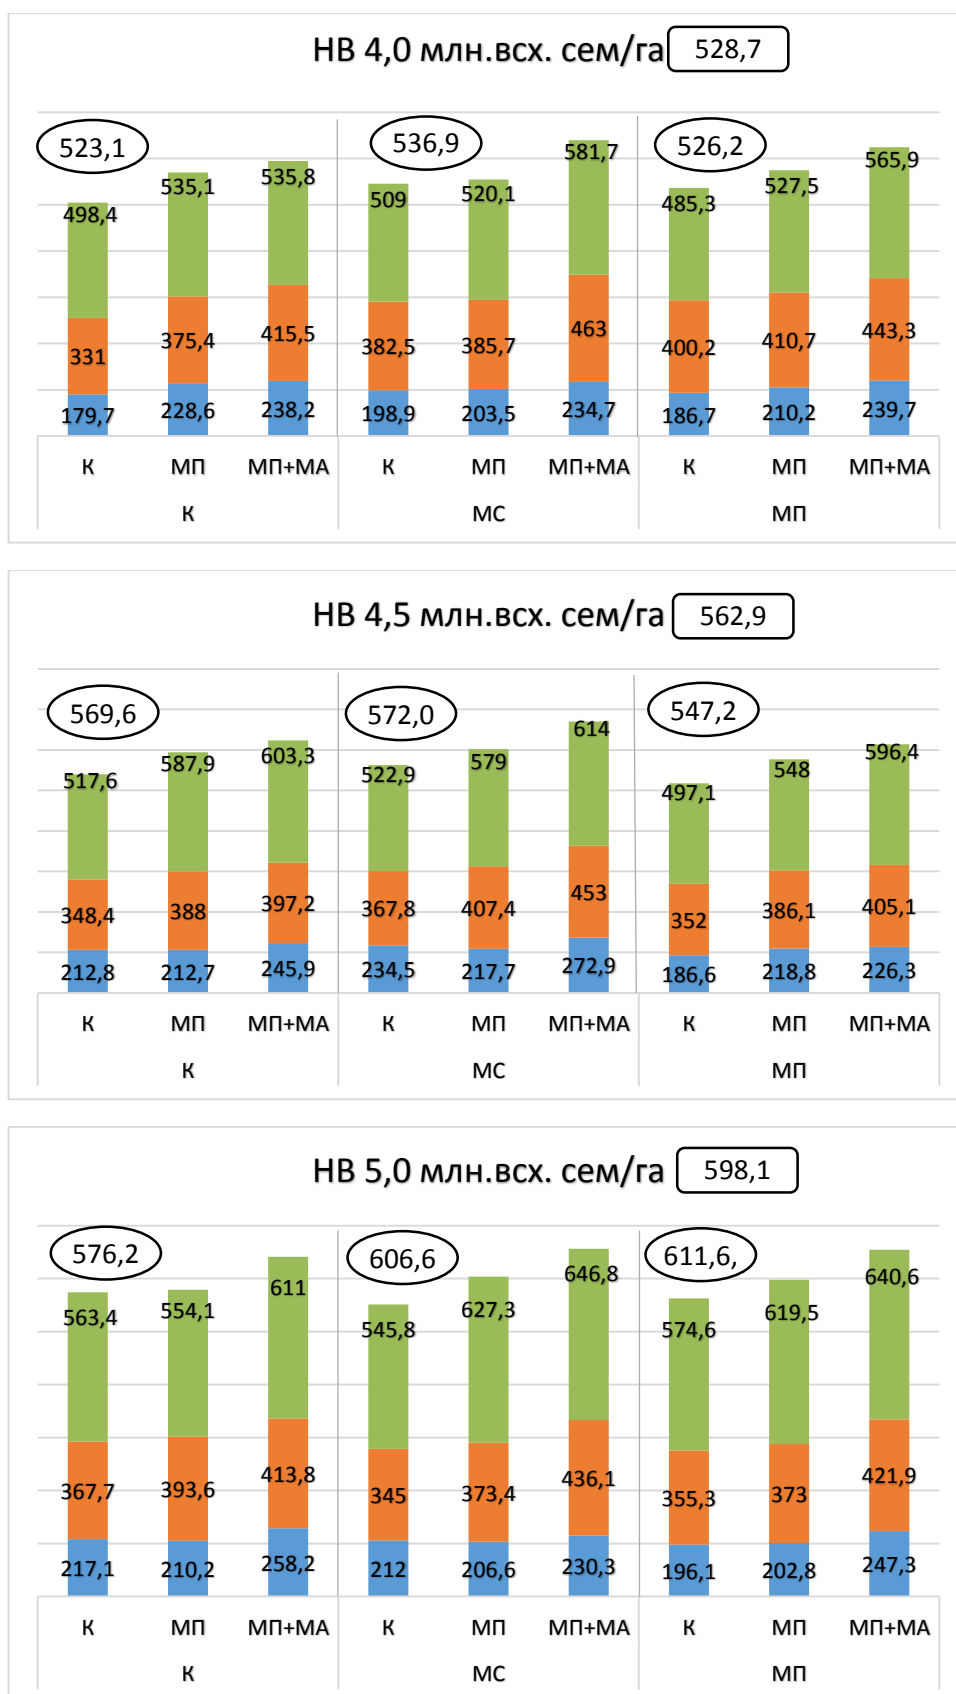 НВ 4,0 млн.всх. сем/га 528,7
523,1 536,9 526,2
498,4 535,1 535,8 509 520,1 581,7 485,3 527,5 565,9
331 375,4 415,5 382,5 385,7 463 400,2 410,7 443,3
179,7 228,6 238,2 198,9 203,5 234,7 186,7 210,2 239,7
К МП МП+МА К МП МП+МА К МП МП+МА
К МС МП
НВ 4,5 млн.всх. сем/га 562,9
569,6 572,0 547,2
517,6 587,9 603,3 522,9 579 614 497,1 548 596,4
348,4 388 397,2 367,8 407,4 453 352 386,1 405,1
212,8 212,7 245,9 234,5 217,7 272,9 186,6 218,8 226,3
К МП МП+МА К МП МП+МА К МП МП+МА
К МС МП
НВ 5,0 млн.всх. сем/га 598,1
576,2 606,6 611,6,
563,4 554,1 611 545,8 627,3 646,8 574,6 619,5 640,6
367,7 393,6 413,8 345 373,4 436,1 355,3 373 421,9
217,1 210,2 258,2 212 206,6 230,3 196,1 202,8 247,3
К МП МП+МА К МП МП+МА К МП МП+МА
К МС МП